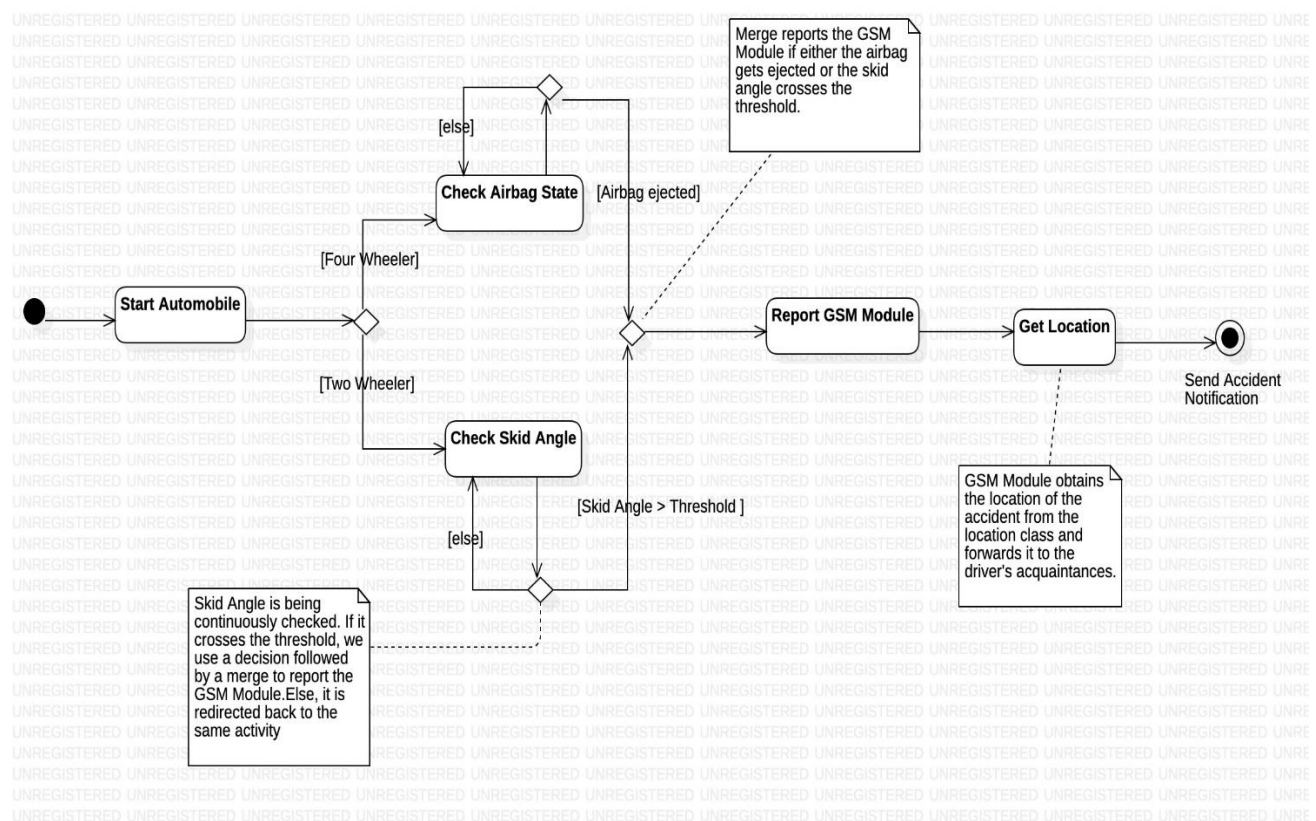 Merge reports the GSM
Module if either the airbag
gets ejected or the skid
angle crosses the
threshold.
[else]
Check Airbag State
[Airbag ejected]
[Four Wheeler]
Start Automobile
Report GSM Module
Get Location
[Two Wheeler]
Send Accident
Notification
Check Skid Angle
[Skid Angle > Threshold ]
[else]
GSM Module obtains
the location of the
accident from the
location class and
forwards it to the
driver's acquaintances.
Skid Angle is being
continuously checked. If it
crosses the threshold, we
use a decision followed
by a merge to report the
GSM Module.Else, it is
redirected back to the
same activity
UNREGISTERED